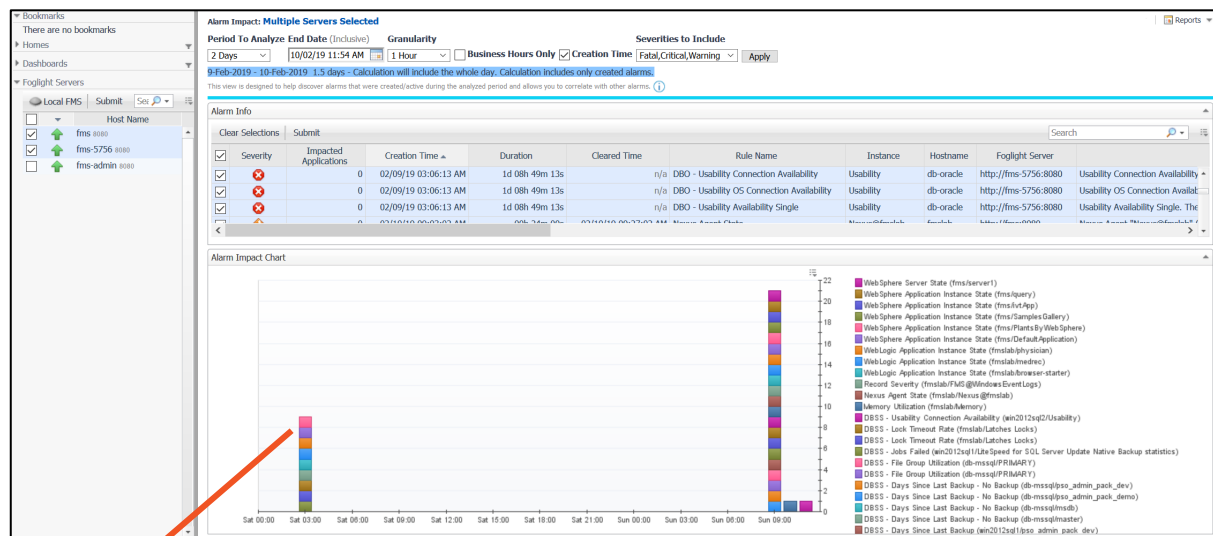 Bookmarks
There are no bookmarks
Homes
Dashboards
Foglight Servers
Local FMS Submit
Host Name
fms 8080
fms-5756 8080
fms-admin 8080
Alarm Impact: Multiple Servers Selected
Reports
Period To Analyze End Date (Inclusive) Granularity Severities to Include
2 Days 10/02/19 11:54 AM 1 Hour Business Hours Only Creation Time Fatal,Critical,Warning Apply
9-Feb-2019 - 10-Feb-2019 1.5 days - Calculation will include the whole day. Calculation includes only created alarms.
This view is designed to help discover alarms that were created/active during the analyzed period and allows you to correlate with other alarms.
Alarm Info
Clear Selections Submit Search
Severity Impacted Applications Creation Time Duration Cleared Time Rule Name Instance Hostname Foglight Server
0 02/09/19 03:06:13 AM 1d 08h 49m 13s n/a DBO - Usability Connection Availability Usability db-oracle http://fms-5756:8080 Usability Connection Availability
0 02/09/19 03:06:13 AM 1d 08h 49m 13s n/a DBO - Usability OS Connection Availability Usability db-oracle http://fms-5756:8080 Usability OS Connection Availab
0 02/09/19 03:06:13 AM 1d 08h 49m 13s n/a DBO - Usability Availability Single Usability db-oracle http://fms-5756:8080 Usability Availability Single. The
Alarm Impact Chart
22
20
18
16
14
12
10
8
6
4
2
0
Sat 00:00 Sat 03:00 Sat 06:00 Sat 09:00 Sat 12:00 Sat 15:00 Sat 18:00 Sat 21:00 Sun 00:00 Sun 03:00 Sun 06:00 Sun 09:00
WebSphere Server State (fms/server1)
WebSphere Application Instance State (fms/query)
WebSphere Application Instance State (fms/ivtApp)
WebSphere Application Instance State (fms/SamplesGallery)
WebSphere Application Instance State (fms/PlantsByWebSphere)
WebSphere Application Instance State (fms/DefaultApplication)
WebLogic Application Instance State (fmslab/physician)
WebLogic Application Instance State (fmslab/medrec)
WebLogic Application Instance State (fmslab/browser-starter)
Record Severity (fmslab/FMS@WindowsEventLogs)
Nexus Agent State (fmslab/Nexus@fmslab)
Memory Utilization (fmslab/Memory)
DBSS - Usability Connection Availability (win2012sql2/Usability)
DBSS - Lock Timeout Rate (fmslab/Latches Locks)
DBSS - Lock Timeout Rate (fmslab/Latches Locks)
DBSS - Jobs Failed (win2012sql1/LiteSpeed for SQL Server Update Native Backup statistics)
DBSS - File Group Utilization (db-mssql/PRIMARY)
DBSS - File Group Utilization (db-mssql/PRIMARY)
DBSS - Days Since Last Backup - No Backup (db-mssql/pso_admin_pack_dev)
DBSS - Days Since Last Backup - No Backup (db-mssql/pso_admin_pack_demo)
DBSS - Days Since Last Backup - No Backup (db-mssql/msdb)
DBSS - Days Since Last Backup - No Backup (db-mssql/master)
DBSS - Days Since Last Backup (win2012sql1/pso_admin_pack_dev)